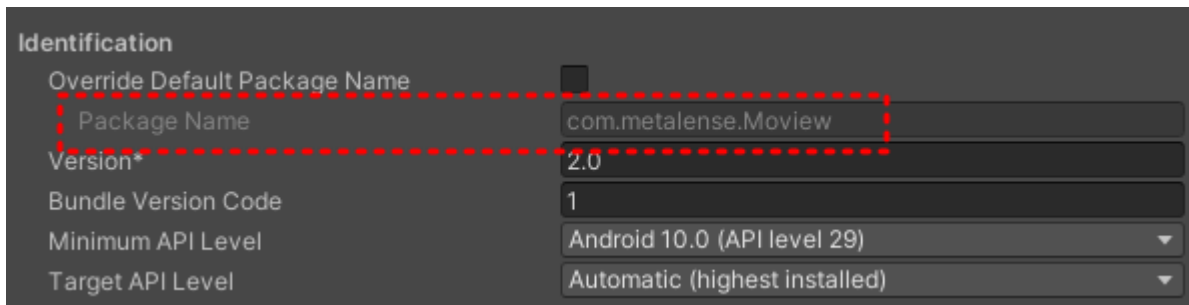 Identification
Override Default Package Name
Package Name com.metalense.Moview
Version* 2.0
Bundle Version Code 1
Minimum API Level Android 10.0 (API level 29)
Target API Level Automatic (highest installed)